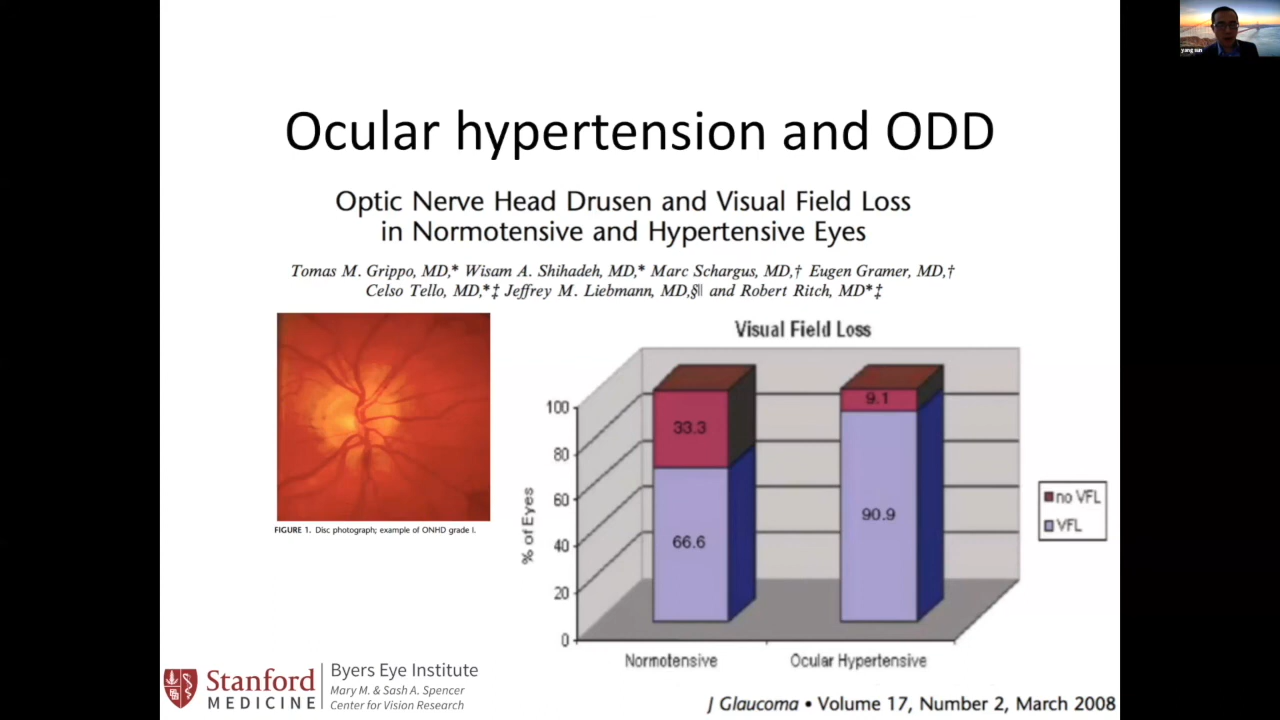 yang sun
Ocular hypertension and ODD
Optic Nerve Head Drusen and Visual Field Loss
in Normotensive and Hypertensive Eyes
Tomas M. Grippo, MD,* Wisam A. Shihadeh, MD,* Marc Schargus, MD,† Eugen Gramer, MD,†
Celso Tello, MD,*‡ Jeffrey M. Liebmann, MD,§|| and Robert Ritch, MD*‡
FIGURE 1. Disc photograph; example of ONHD grade I.
Visual Field Loss
% of Eyes
100
80
60
40
20
0
33.3
66.6
9.1
90.9
Normotensive
Ocular Hypertensive
no VFL
VFL
Stanford
MEDICINE
Byers Eye Institute
Mary M. & Sash A. Spencer
Center for Vision Research
J Glaucoma • Volume 17, Number 2, March 2008